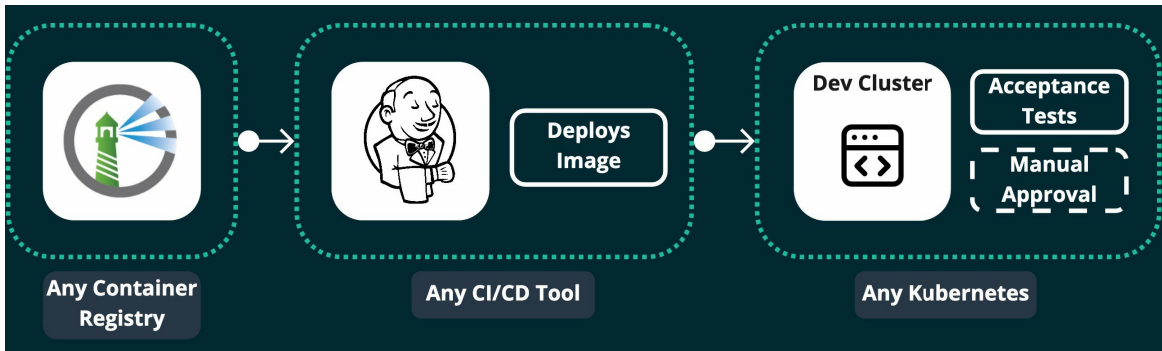 Dev Cluster
Acceptance
Tests
Deploys
Image
Manual
Approval
Any Container
Registry
Any CI/CD Tool
Any Kubernetes